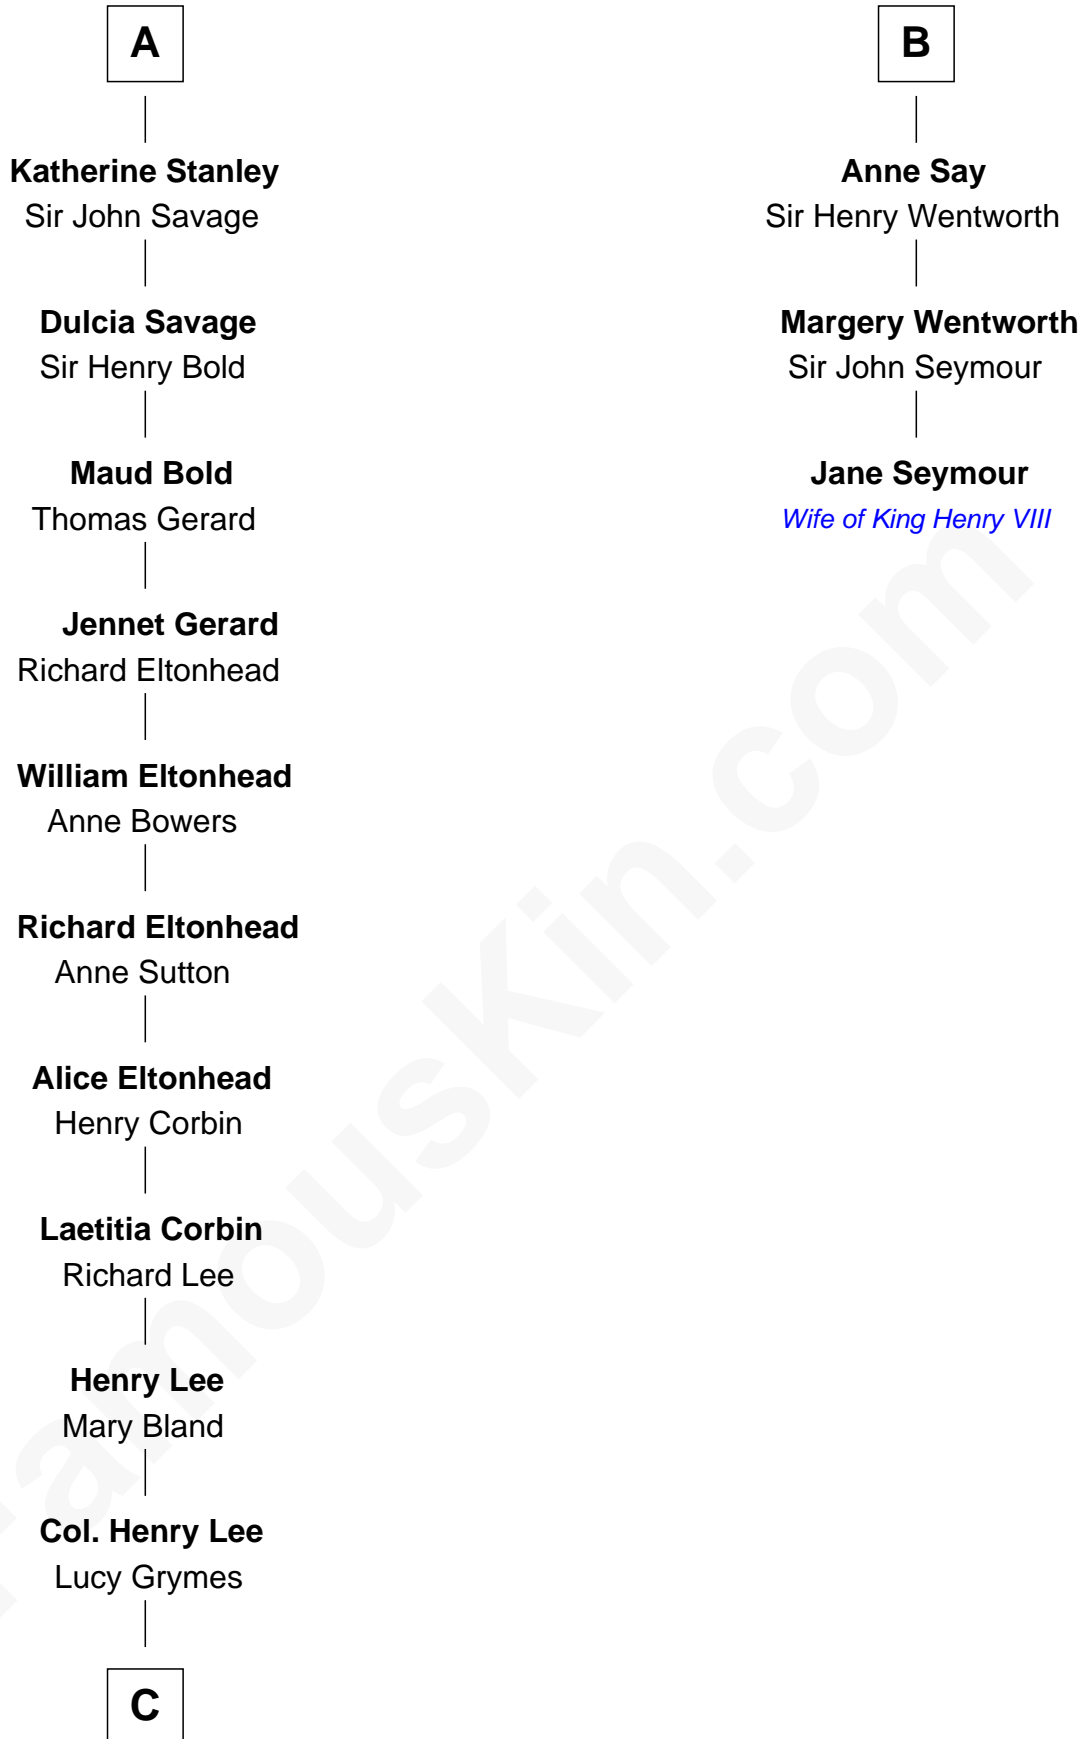 A
Katherine Stanley
Sir John Savage
Dulcia Savage
Sir Henry Bold
Maud Bold
Thomas Gerard
Jennet Gerard
Richard Eltonhead
William Eltonhead
Anne Bowers
Richard Eltonhead
Anne Sutton
Alice Eltonhead
Henry Corbin
Laetitia Corbin
Richard Lee
Henry Lee
Mary Bland
Col. Henry Lee
Lucy Grymes
C
B
Anne Say
Sir Henry Wentworth
Margery Wentworth
Sir John Seymour
Jane Seymour
Wife of King Henry VIII
FamousKin.com